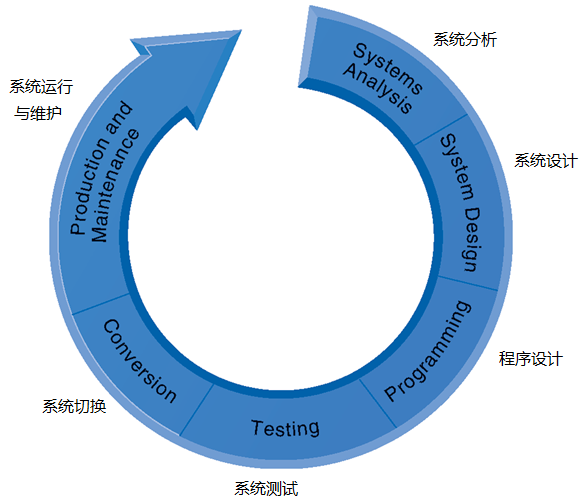 Systems
Analysis
系统分析
System Design
系统设计
Programming
程序设计
Testing
系统测试
Conversion
系统切换
Production and
Maintenance
系统运行
与维护